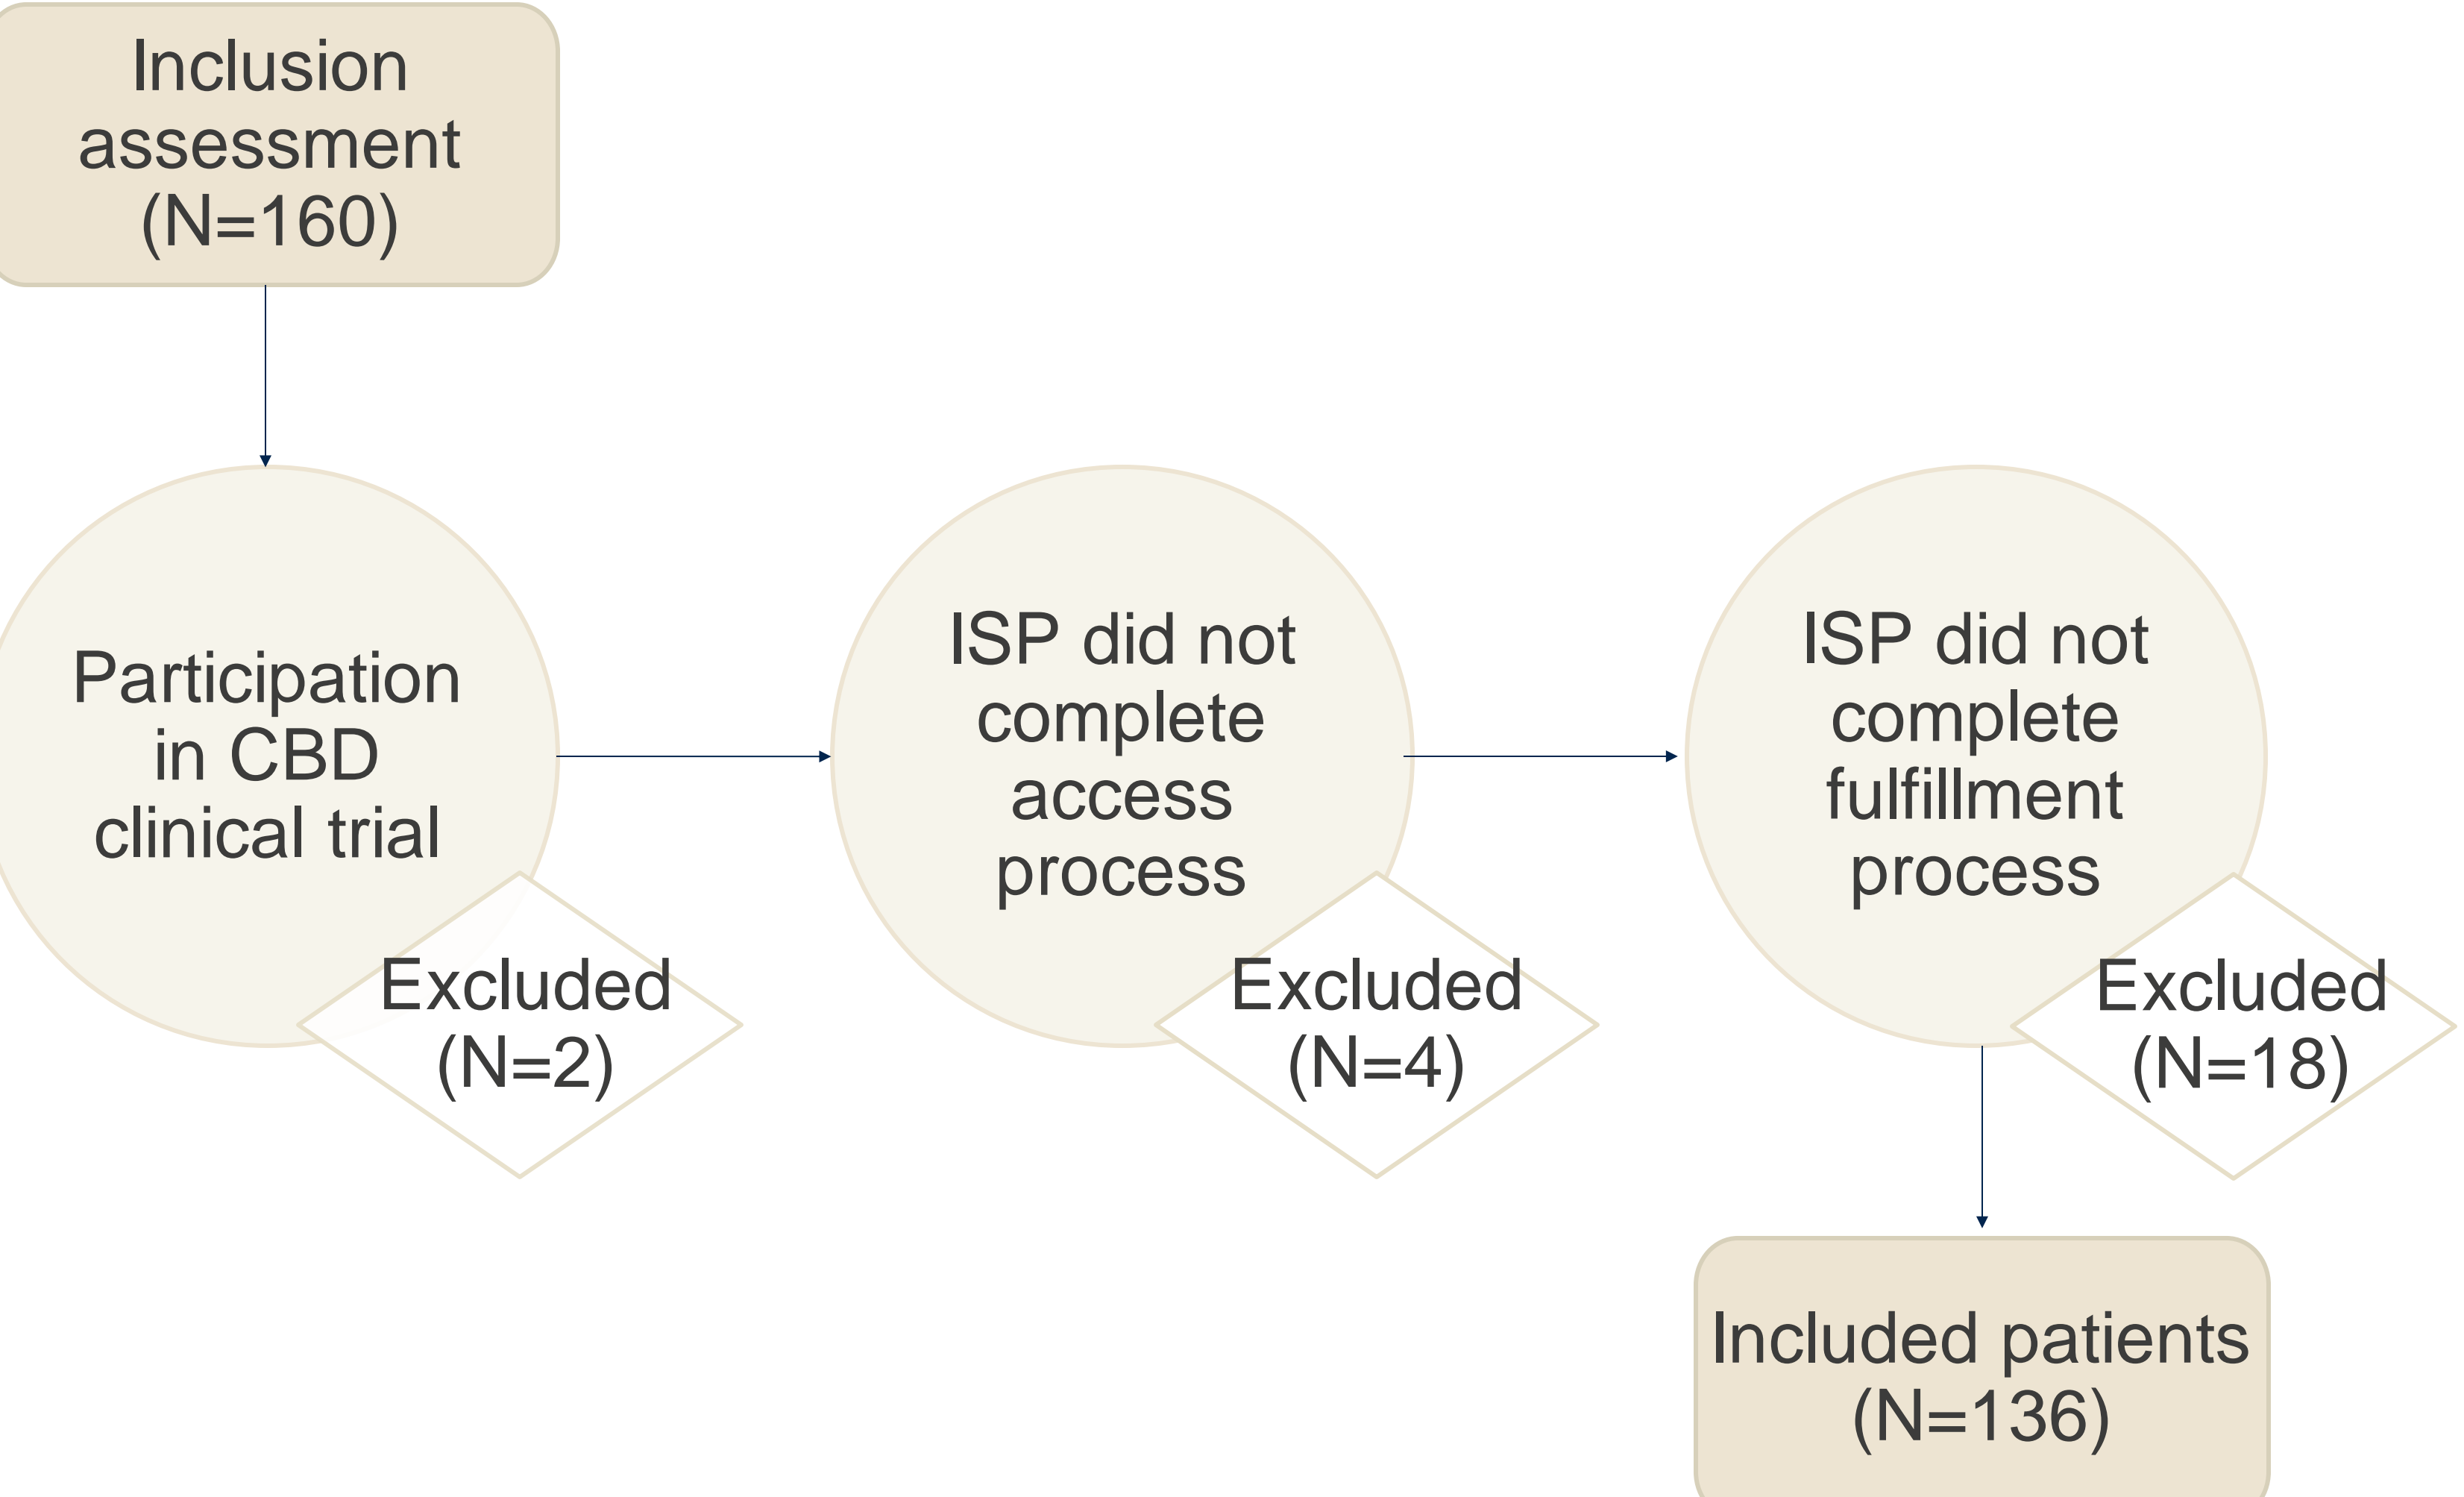 Inclusion
assessment
(N=160)
Participation
in CBD
clinical trial
Excluded
(N=2)
ISP did not
complete
access
process
Excluded
(N=4)
ISP did not
complete
fulfillment
process
Excluded
(N=18)
Included patients
(N=136)